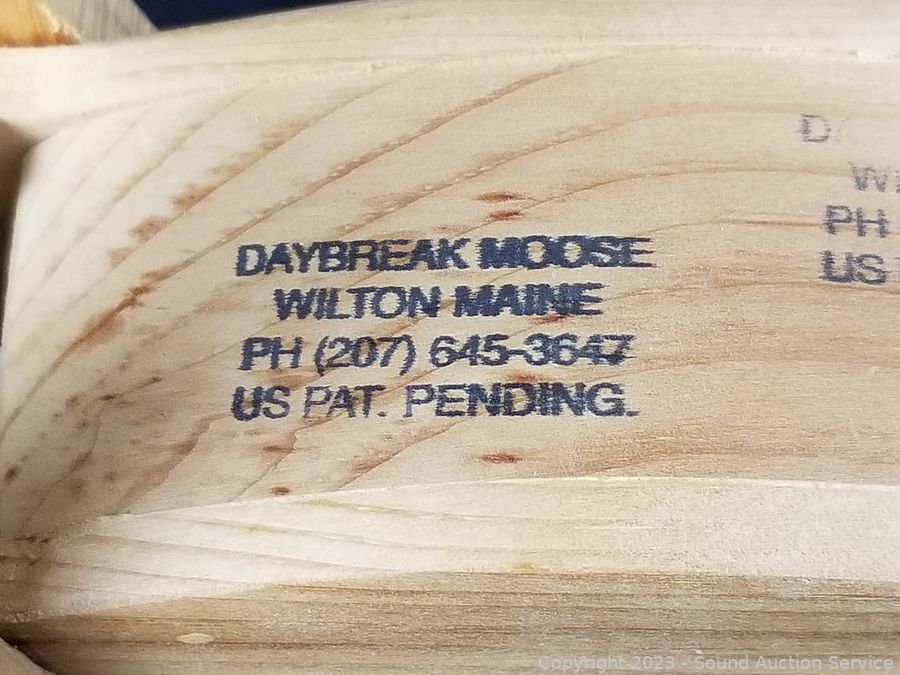 DAYBREAK MOOSE
WILTON MAINE
PH (207) 645-3647
US PAT. PENDING.
D
PH
US
Copyright 2023 - Sound Auction Service